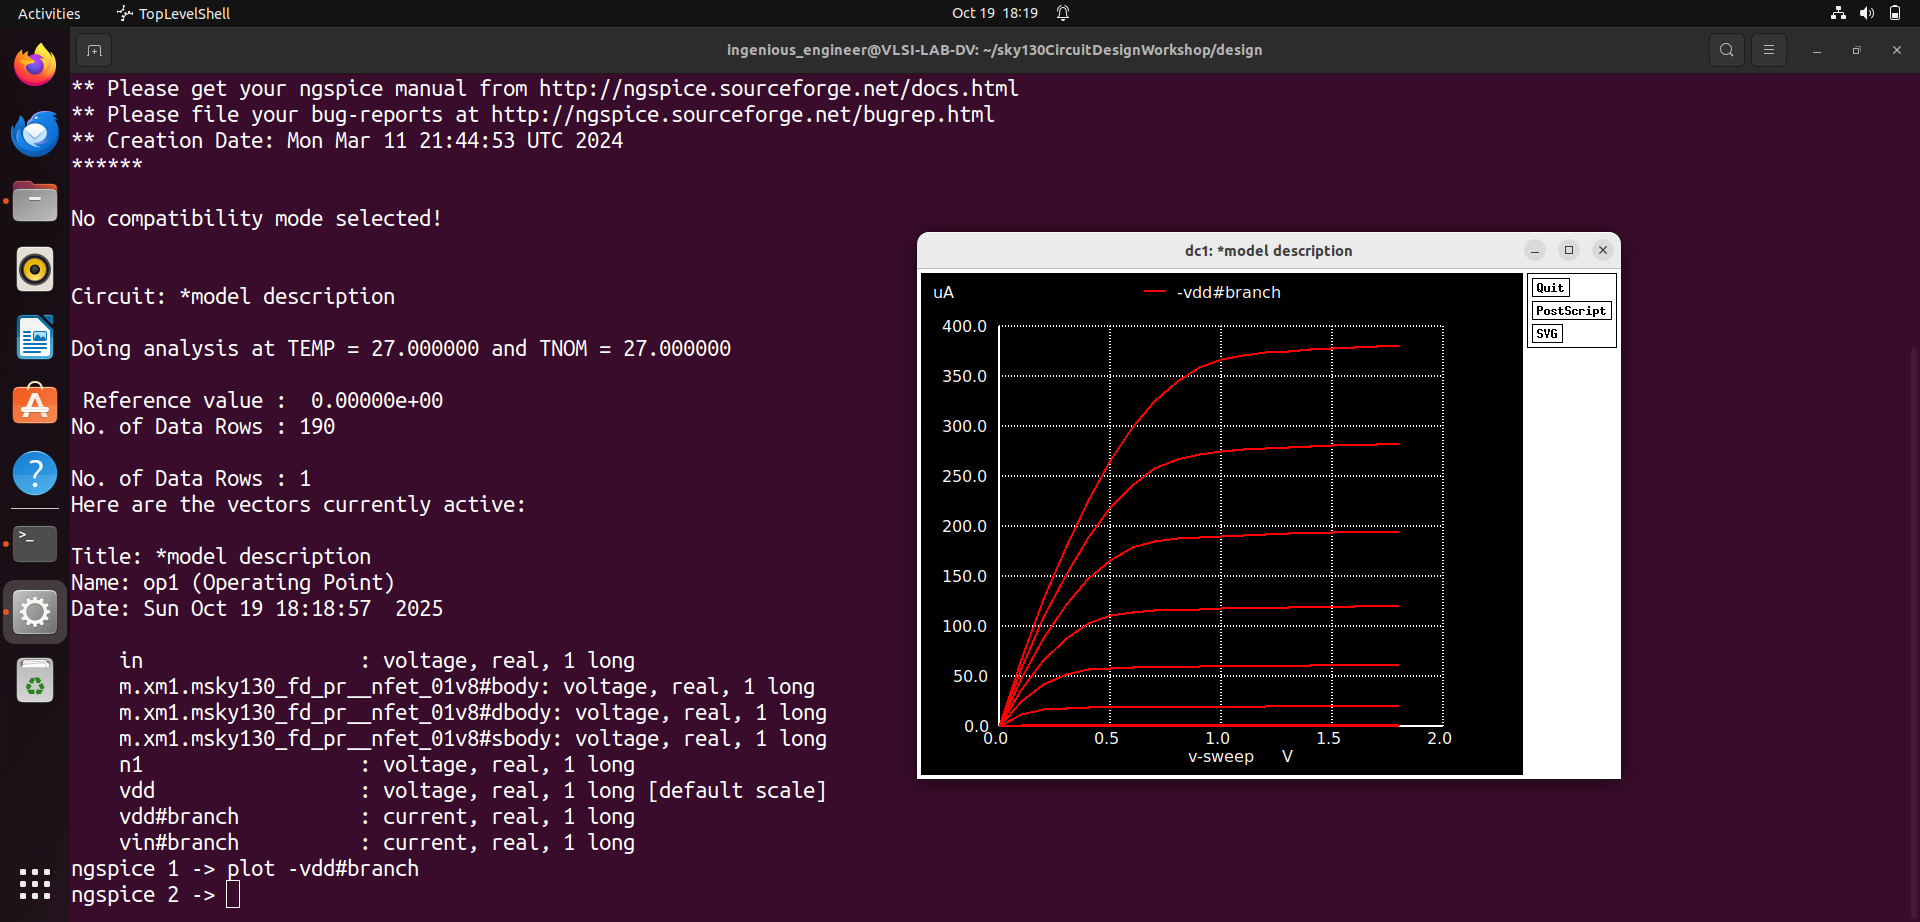 Activities
TopLevelShell
Oct 19 18:19
ingenious_engineer@VLSI-LAB-DV: ~/sky130CircuitDesignWorkshop/design
** Please get your ngspice manual from http://ngspice.sourceforge.net/docs.html
** Please file your bug-reports at http://ngspice.sourceforge.net/bugrep.html
** Creation Date: Mon Mar 11 21:44:53 UTC 2024
******
No compatibility mode selected!
Circuit: *model description
Doing analysis at TEMP = 27.000000 and TNOM = 27.000000
Reference value :  0.00000e+00
No. of Data Rows : 190
No. of Data Rows : 1
Here are the vectors currently active:
Title: *model description
Name: op1 (Operating Point)
Date: Sun Oct 19 18:18:57  2025
in                  : voltage, real, 1 long
m.xm1.msky130_fd_pr__nfet_01v8#body: voltage, real, 1 long
m.xm1.msky130_fd_pr__nfet_01v8#dbody: voltage, real, 1 long
m.xm1.msky130_fd_pr__nfet_01v8#sbody: voltage, real, 1 long
n1                  : voltage, real, 1 long
vdd                 : voltage, real, 1 long [default scale]
vdd#branch          : current, real, 1 long
vin#branch          : current, real, 1 long
ngspice 1 -> plot -vdd#branch
ngspice 2 ->
dc1: *model description
uA
-vdd#branch
Quit
PostScript
SVG
400.0
350.0
300.0
250.0
200.0
150.0
100.0
50.0
0.0
0.0 0.5 1.0 1.5 2.0
v-sweep V